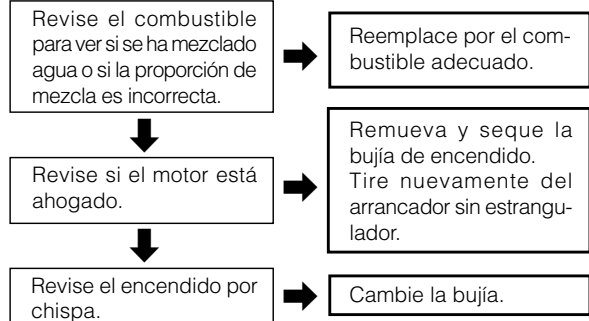 Revise el combustible
para ver si se ha mezclado
agua o si la proporción de
mezcla es incorrecta.
Reemplace por el com-
bustible adecuado.
Revise si el motor está
ahogado.
Remueva y seque la
bujía de encendido.
Tire nuevamente del
arrancador sin estrangu-
lador.
Revise el encendido por
chispa.
Cambie la bujía.